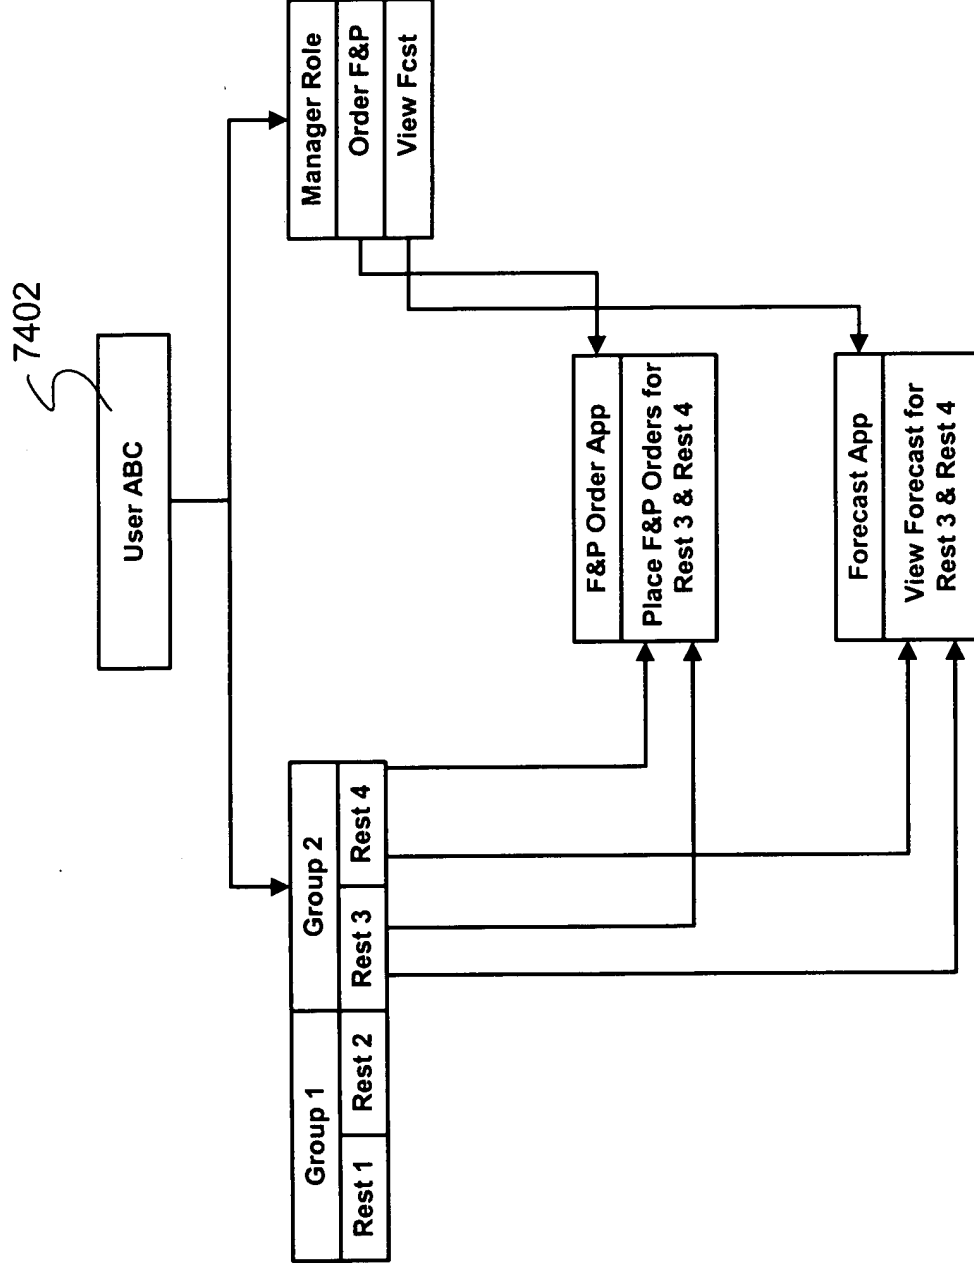 7402
User ABC
Group 1
Group 2
Rest 1
Rest 2
Rest 3
Rest 4
Manager Role
Order F&P
View Fcst
F&P Order App
Place F&P Orders for
Rest 3 & Rest 4
Forecast App
View Forecast for
Rest 3 & Rest 4